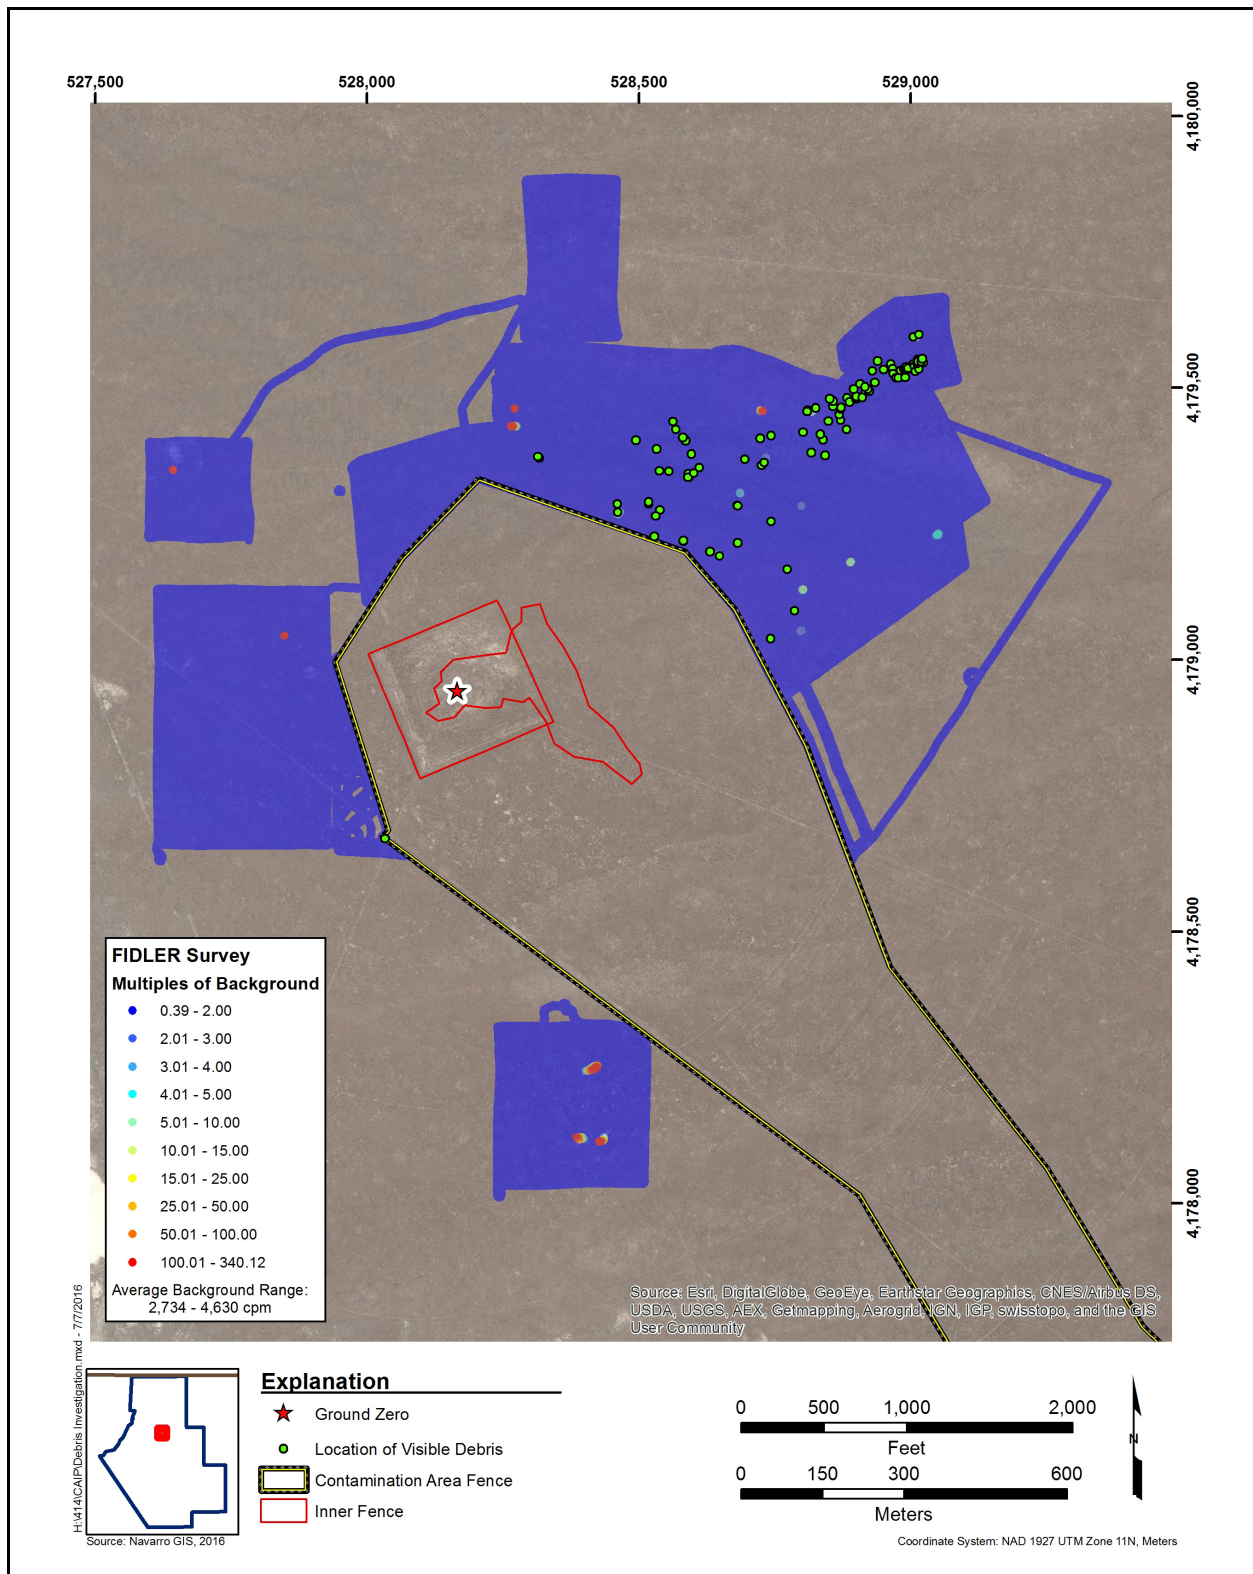 527,500
528,000
528,500
529,000
4,180,000
4,179,500
4,179,000
4,178,500
4,178,000
FIDLER Survey
Multiples of Background
0.39 - 2.00
2.01 - 3.00
3.01 - 4.00
4.01 - 5.00
5.01 - 10.00
10.01 - 15.00
15.01 - 25.00
25.01 - 50.00
50.01 - 100.00
100.01 - 340.12
Average Background Range:
2,734 - 4,630 cpm
Source: Esri, DigitalGlobe, GeoEye, Earthstar Geographics, CNES/Airbus DS,
USDA, USGS, AEX, Getmapping, Aerogrid, IGN, IGP, swisstopo, and the GIS
User Community
H:\414\CAIP\Debris Investigation.mxd - 7/7/2016
Source: Navarro GIS, 2016
Explanation
Ground Zero
Location of Visible Debris
Contamination Area Fence
Inner Fence
0 500 1,000 2,000
Feet
0 150 300 600
Meters
N
Coordinate System: NAD 1927 UTM Zone 11N, Meters